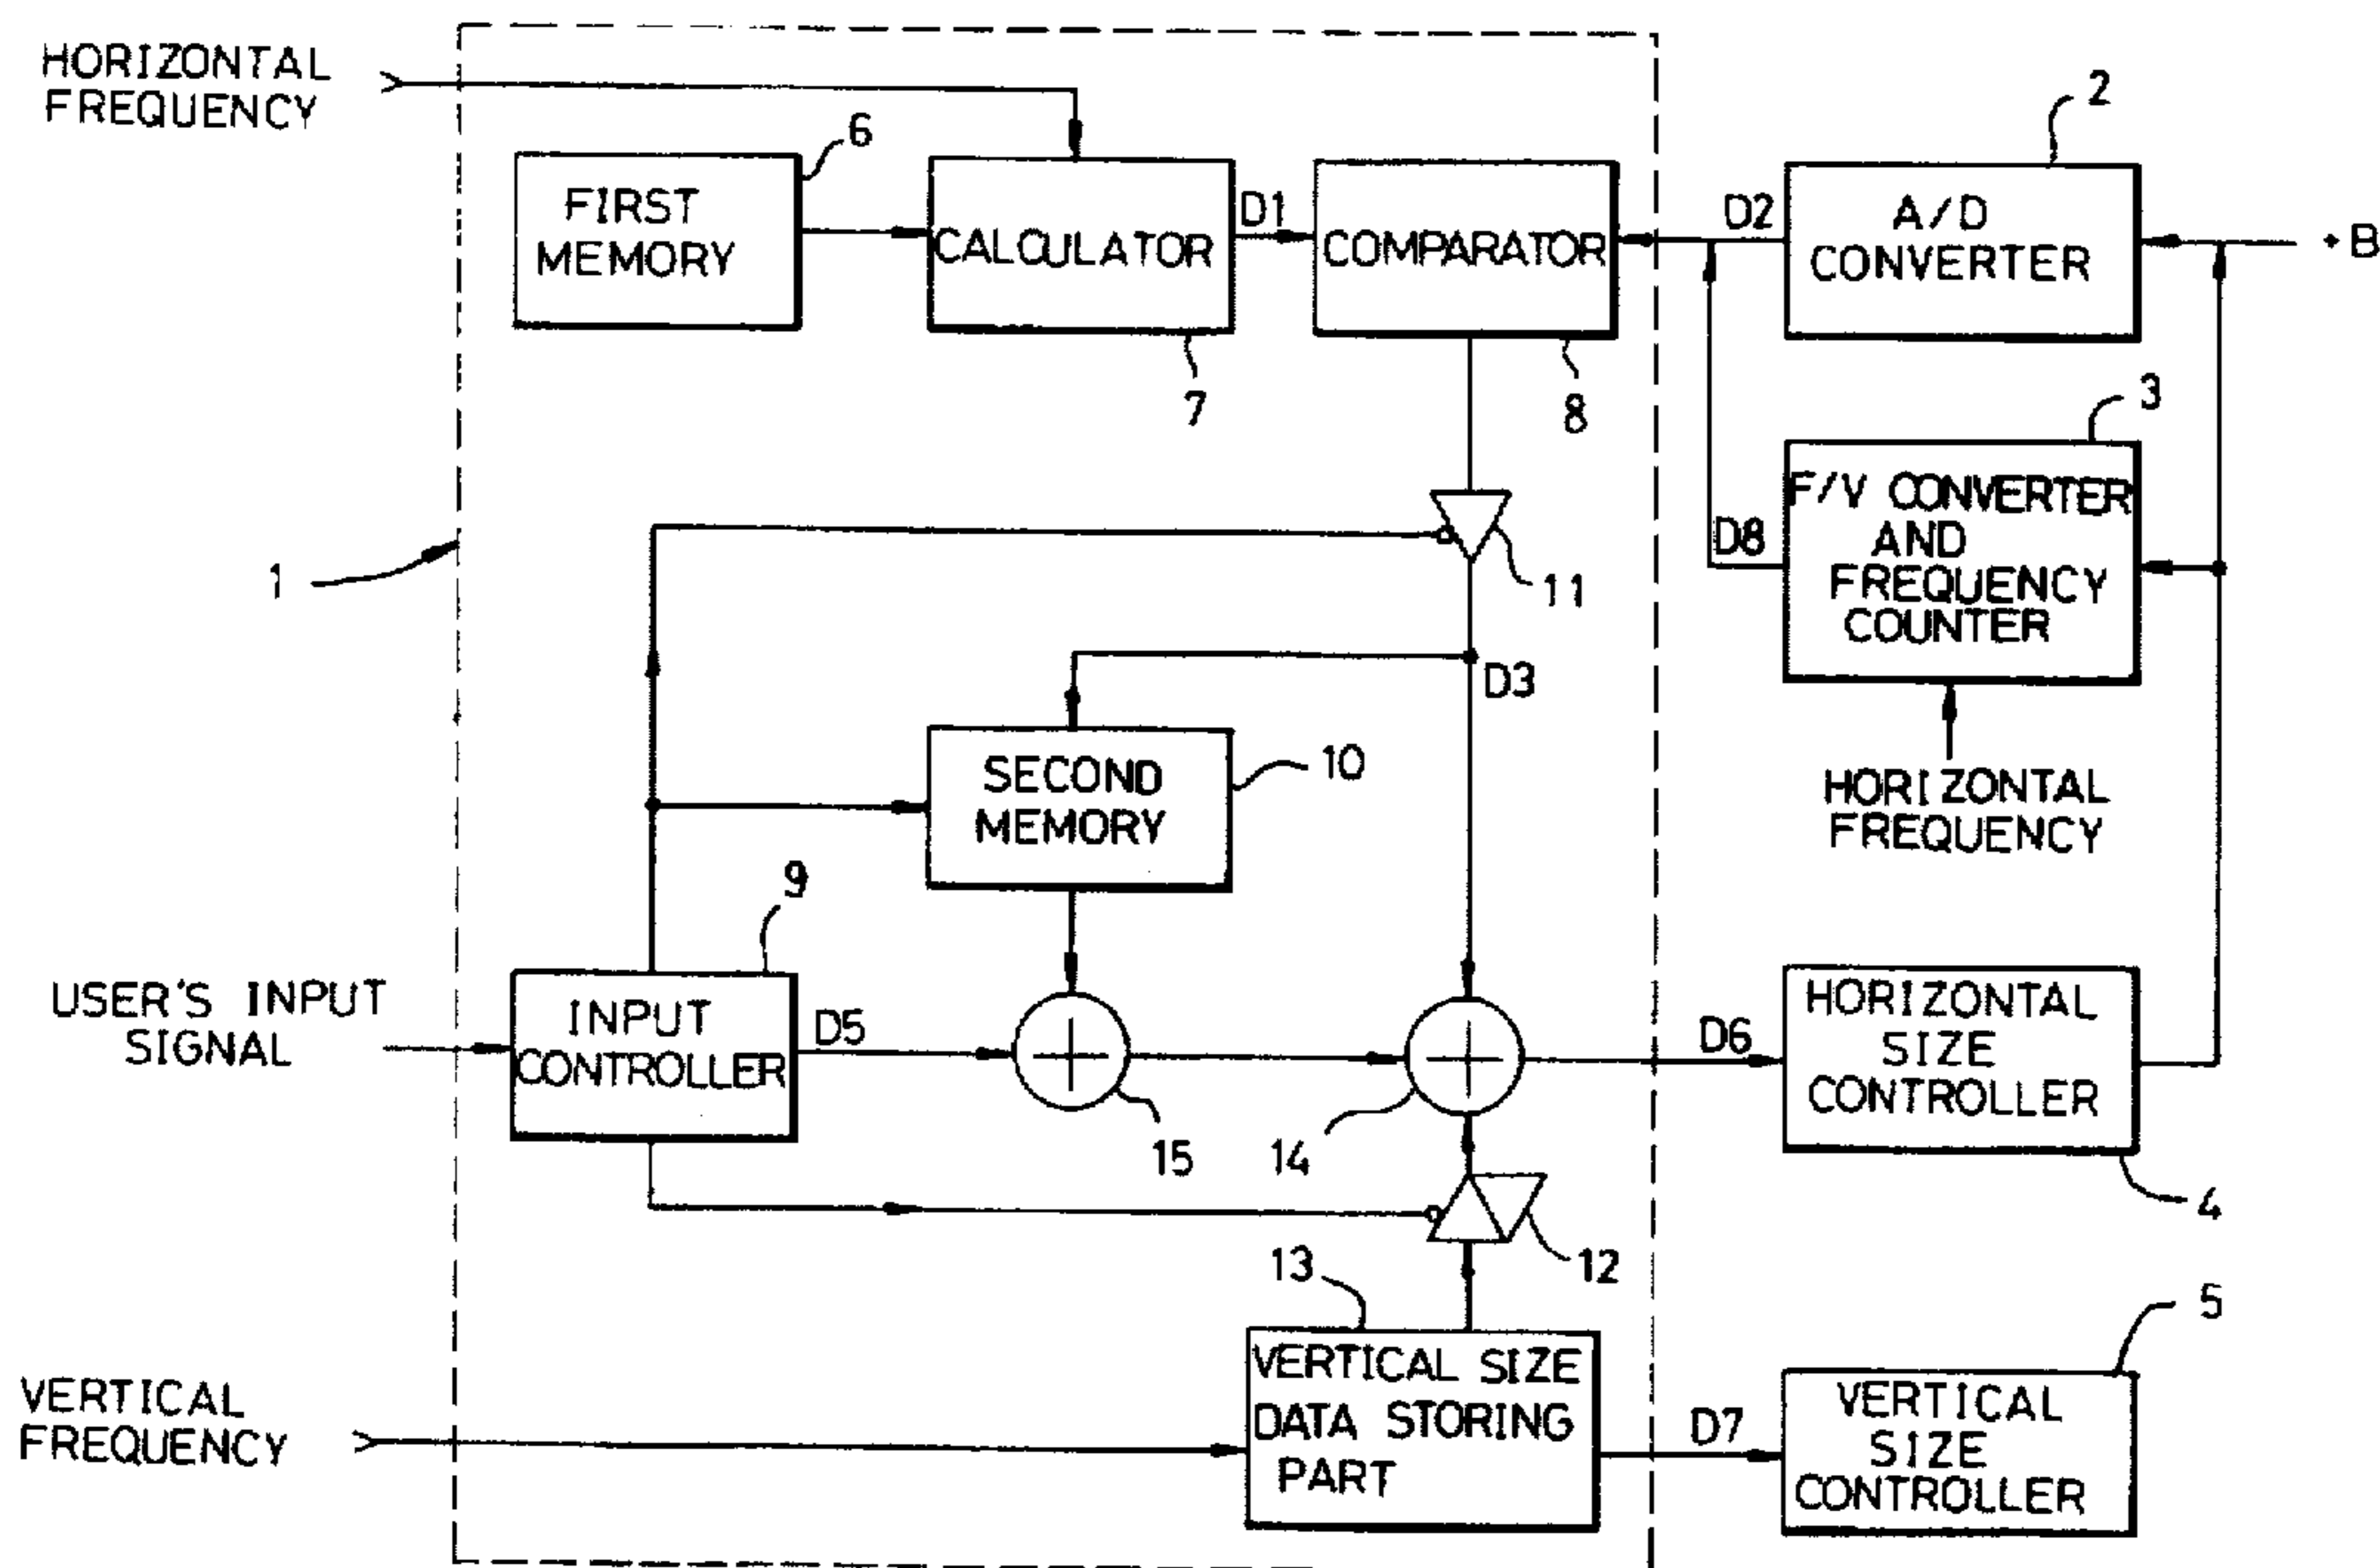 HORIZONTAL
FREQUENCY
6
FIRST
MEMORY
CALCULATOR
7
D1
COMPARATOR
8
D2
2
A/D
CONVERTER
+B
3
F/V CONVERTER
AND
FREQUENCY
COUNTER
D8
HORIZONTAL
FREQUENCY
1
11
D3
SECOND
MEMORY
10
9
USER'S INPUT
SIGNAL
INPUT
CONTROLLER
D5
15
14
D6
HORIZONTAL
SIZE
CONTROLLER
4
12
13
VERTICAL
FREQUENCY
VERTICAL SIZE
DATA STORING
PART
D7
5
VERTICAL
SIZE
CONTROLLER